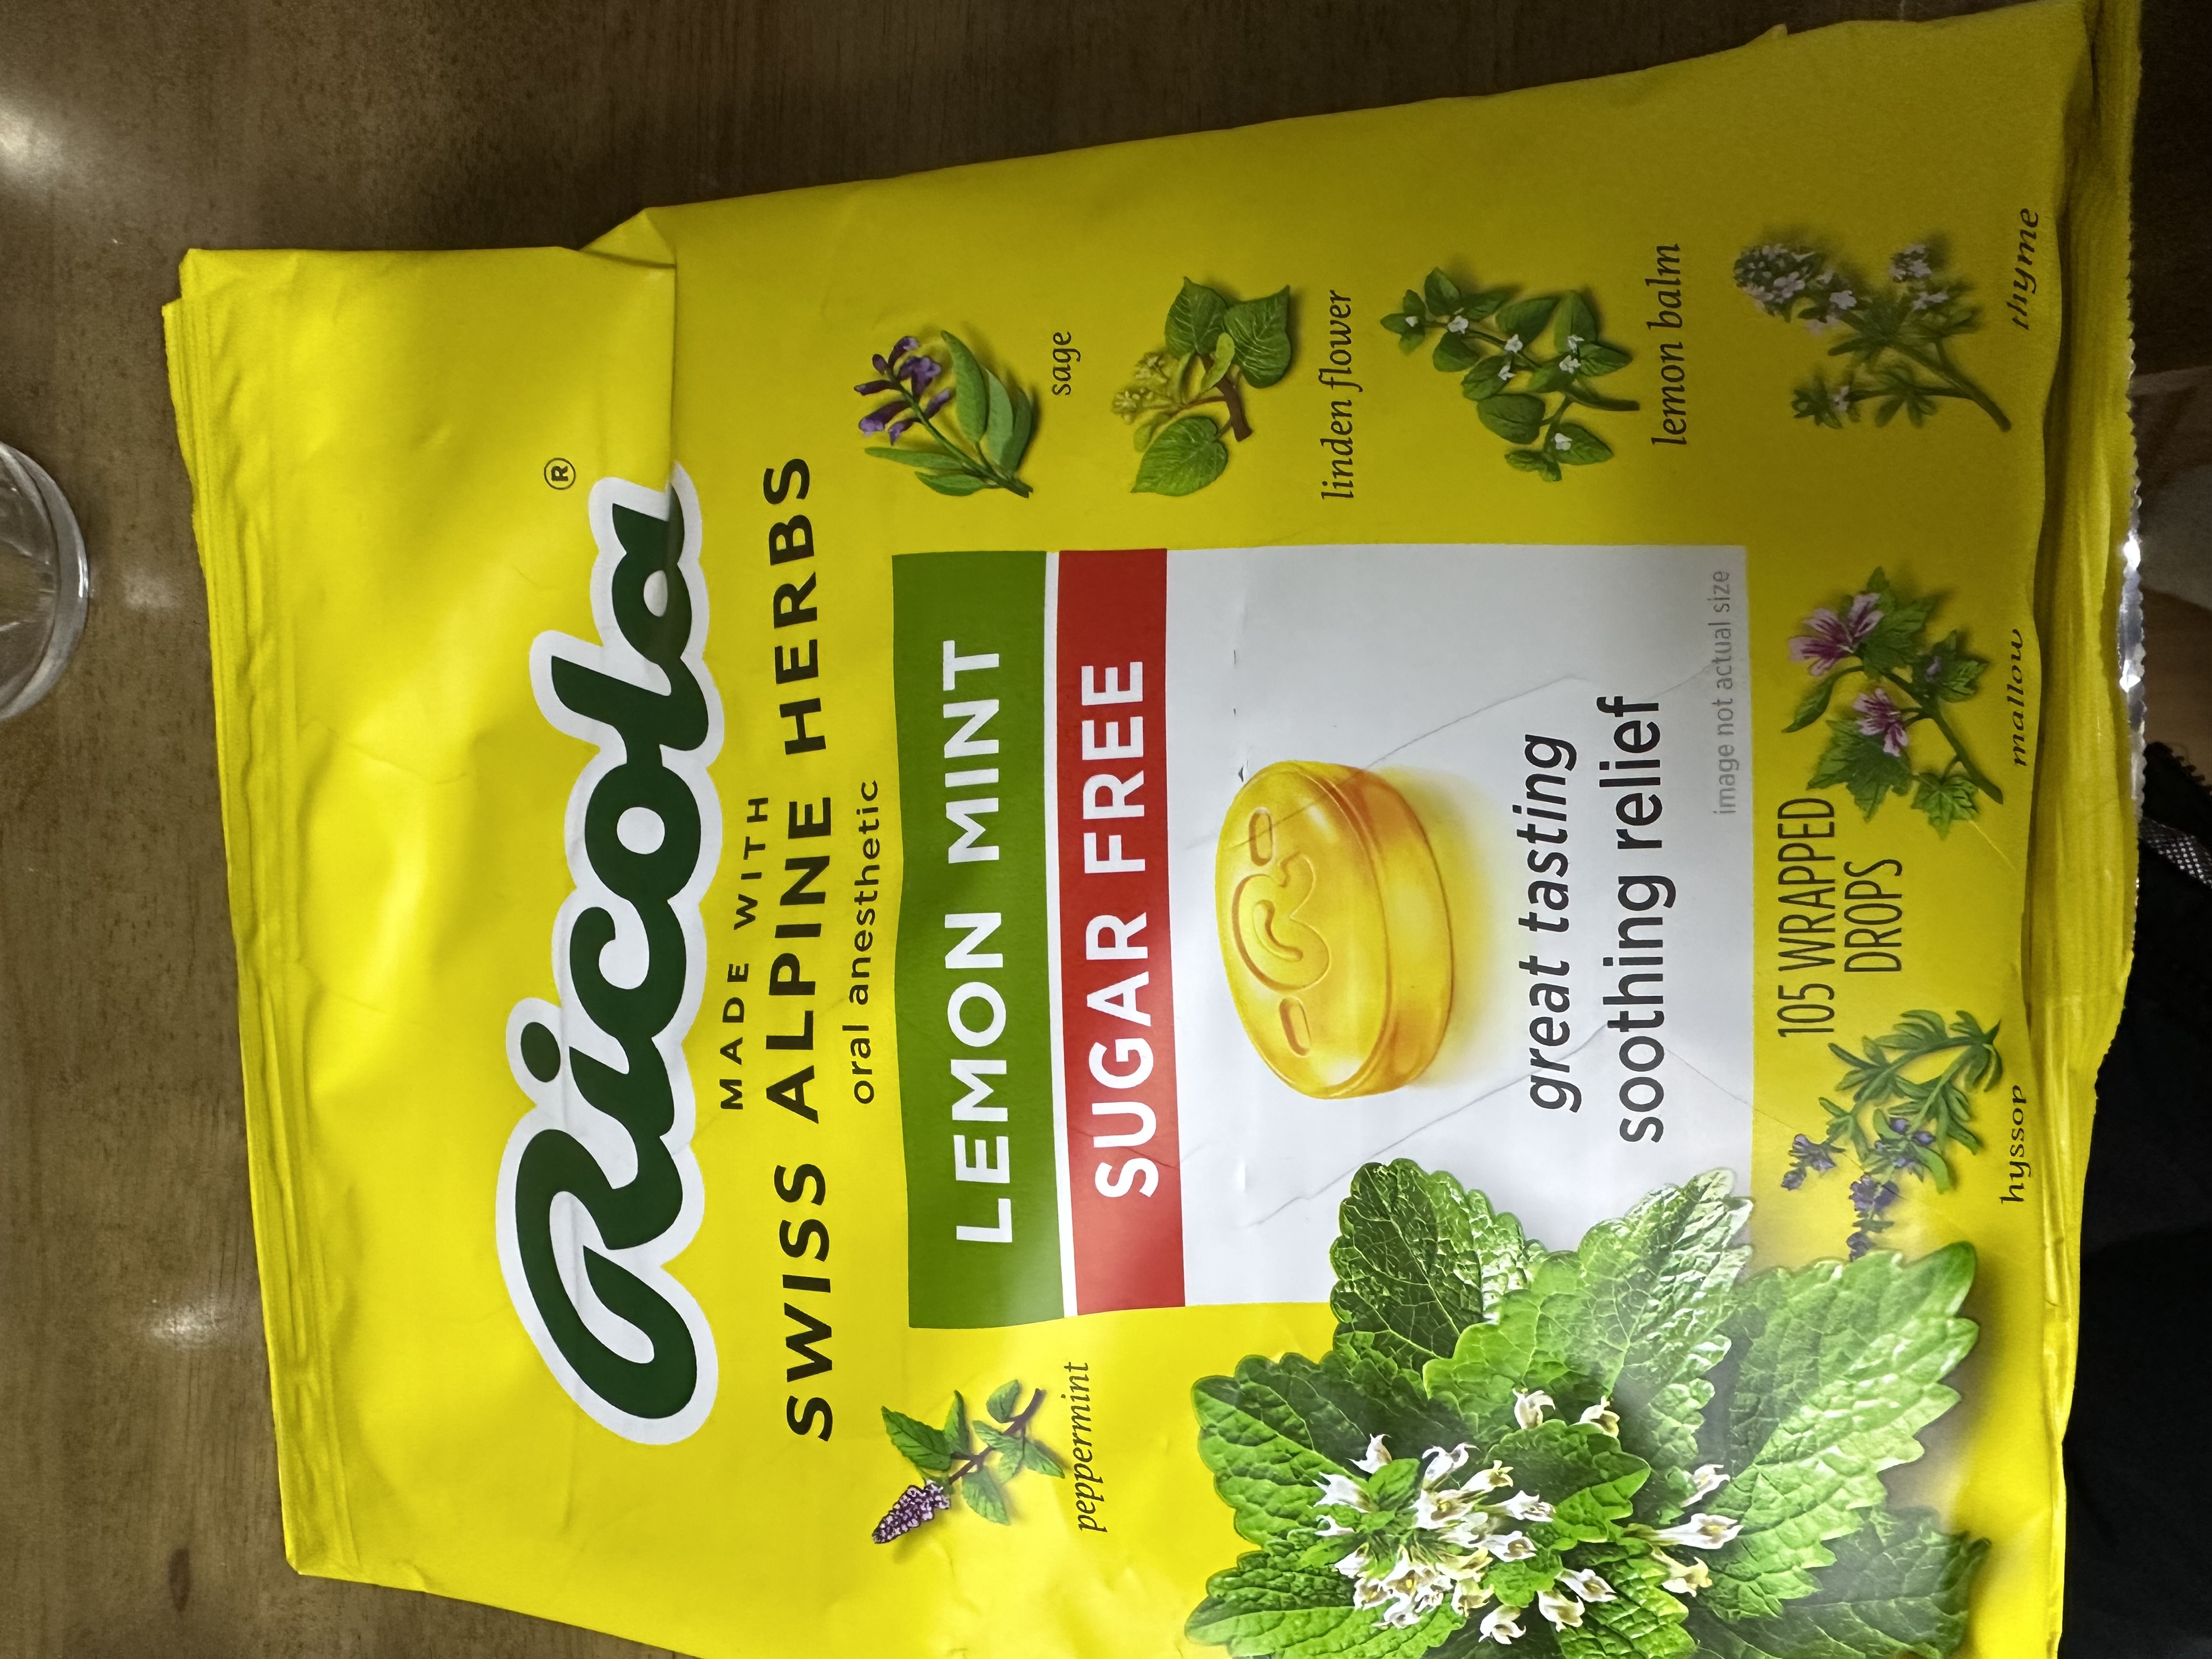 Ricola®
MADE WITH
SWISS ALPINE HERBS
oral anesthetic
LEMON MINT
SUGAR FREE
peppermint
sage
linden flower
lemon balm
thyme
great tasting
soothing relief
image not actual size
105 WRAPPED
DROPS
hyssop
mallow